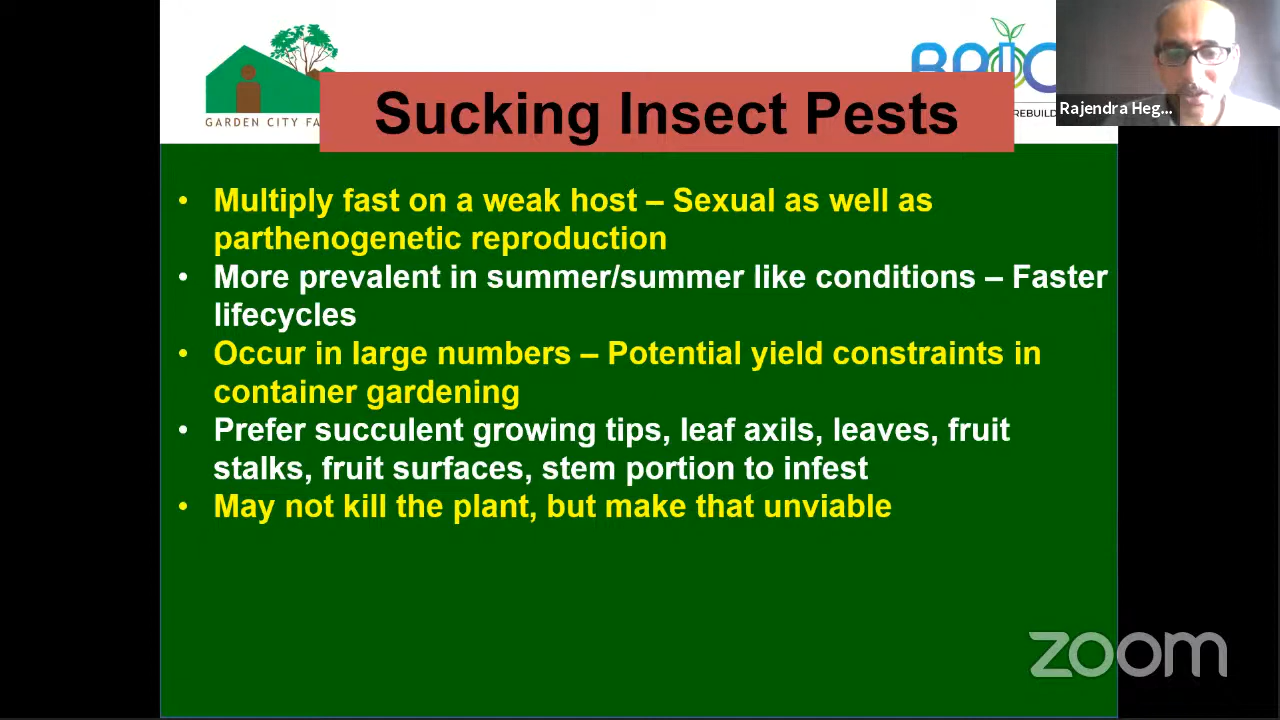 GARDEN CITY FA
REBUILD
Rajendra Heg...
Sucking Insect Pests
• Multiply fast on a weak host – Sexual as well as
parthenogenetic reproduction
• More prevalent in summer/summer like conditions – Faster
lifecycles
• Occur in large numbers – Potential yield constraints in
container gardening
• Prefer succulent growing tips, leaf axils, leaves, fruit
stalks, fruit surfaces, stem portion to infest
• May not kill the plant, but make that unviable
zoom